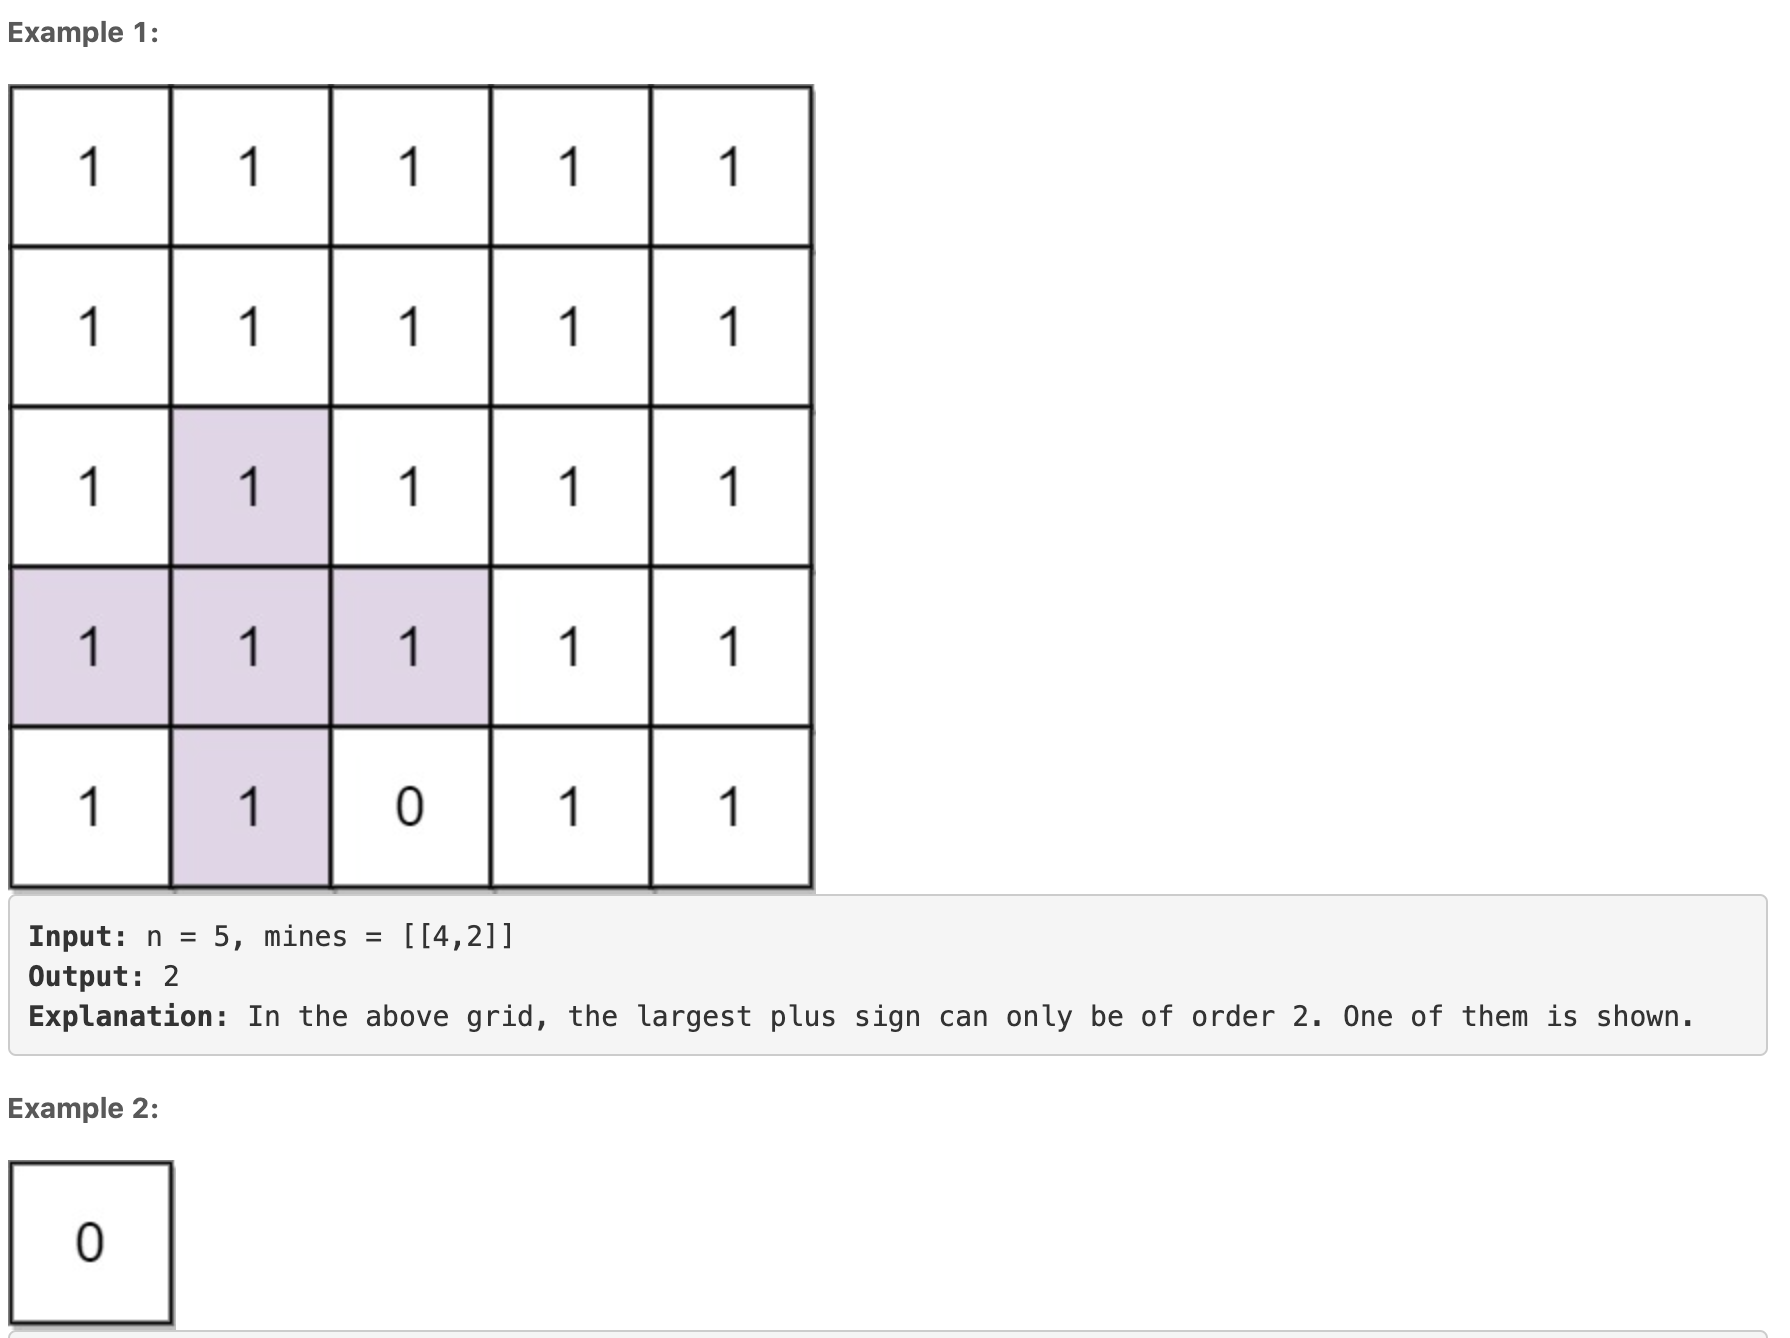 Example 1:
1 1 1 1 1
1 1 1 1 1
1 1 1 1 1
1 1 1 1 1
1 1 0 1 1
Input: n = 5, mines = [[4,2]]
Output: 2
Explanation: In the above grid, the largest plus sign can only be of order 2. One of them is shown.
Example 2:
0